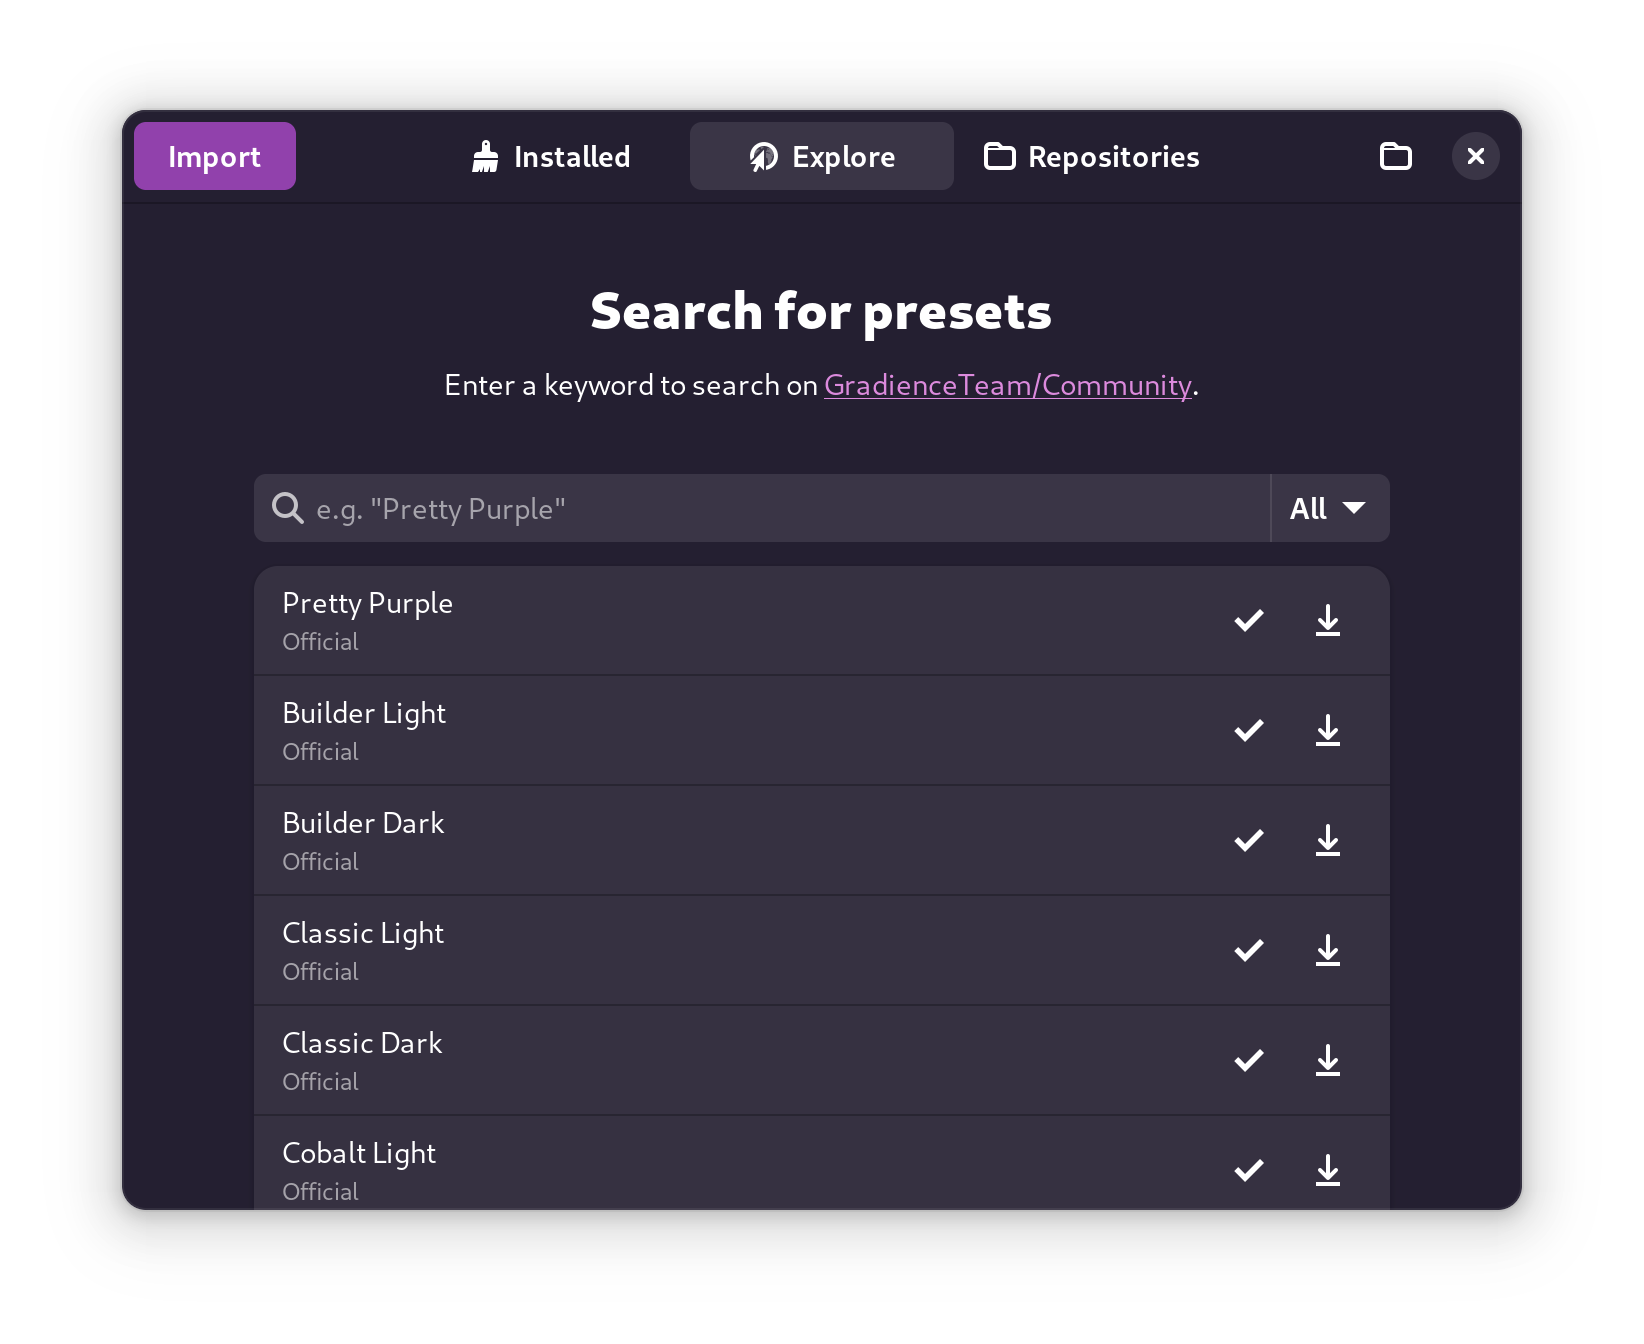 Import
Installed
Explore
Repositories
Search for presets
Enter a keyword to search on GradienceTeam/Community.
e.g. "Pretty Purple"
All
Pretty Purple
Official
Builder Light
Official
Builder Dark
Official
Classic Light
Official
Classic Dark
Official
Cobalt Light
Official